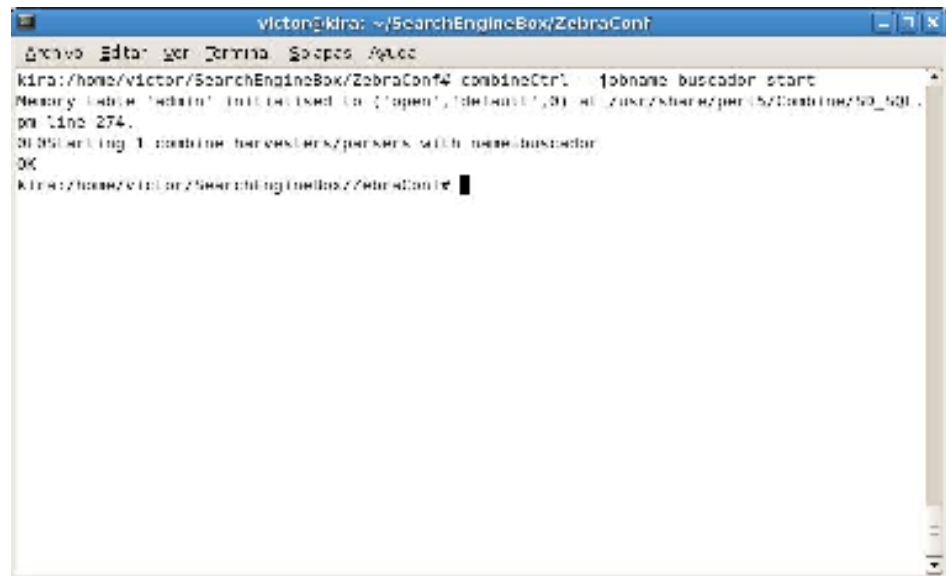 victor@kira: ~/SearchEngineBox/ZebraConf
Archivo Editar Ver Terminal Solapas Ayuda
kira:/home/victor/SearchEngineBox/ZebraConf# combineCtrl --jobname buscador start
Memory table 'admin' initialised to ('open','default',0) at /usr/share/perl5/Combine/SD_SQL.
pm line 274.
Starting 1 combine harvesters/parsers with name=buscador
OK
kira:/home/victor/SearchEngineBox/ZebraConf#